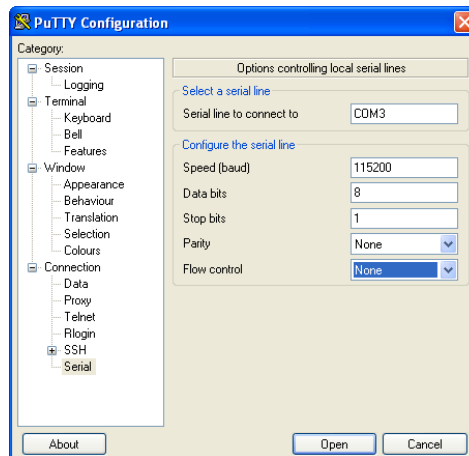 PuTTY Configuration
Category:
Session
Logging
Terminal
Keyboard
Bell
Features
Window
Appearance
Behaviour
Translation
Selection
Colours
Connection
Data
Proxy
Telnet
Rlogin
SSH
Serial
Options controlling local serial lines
Select a serial line
Serial line to connect to COM3
Configure the serial line
Speed (baud) 115200
Data bits 8
Stop bits 1
Parity None
Flow control None
About Open Cancel